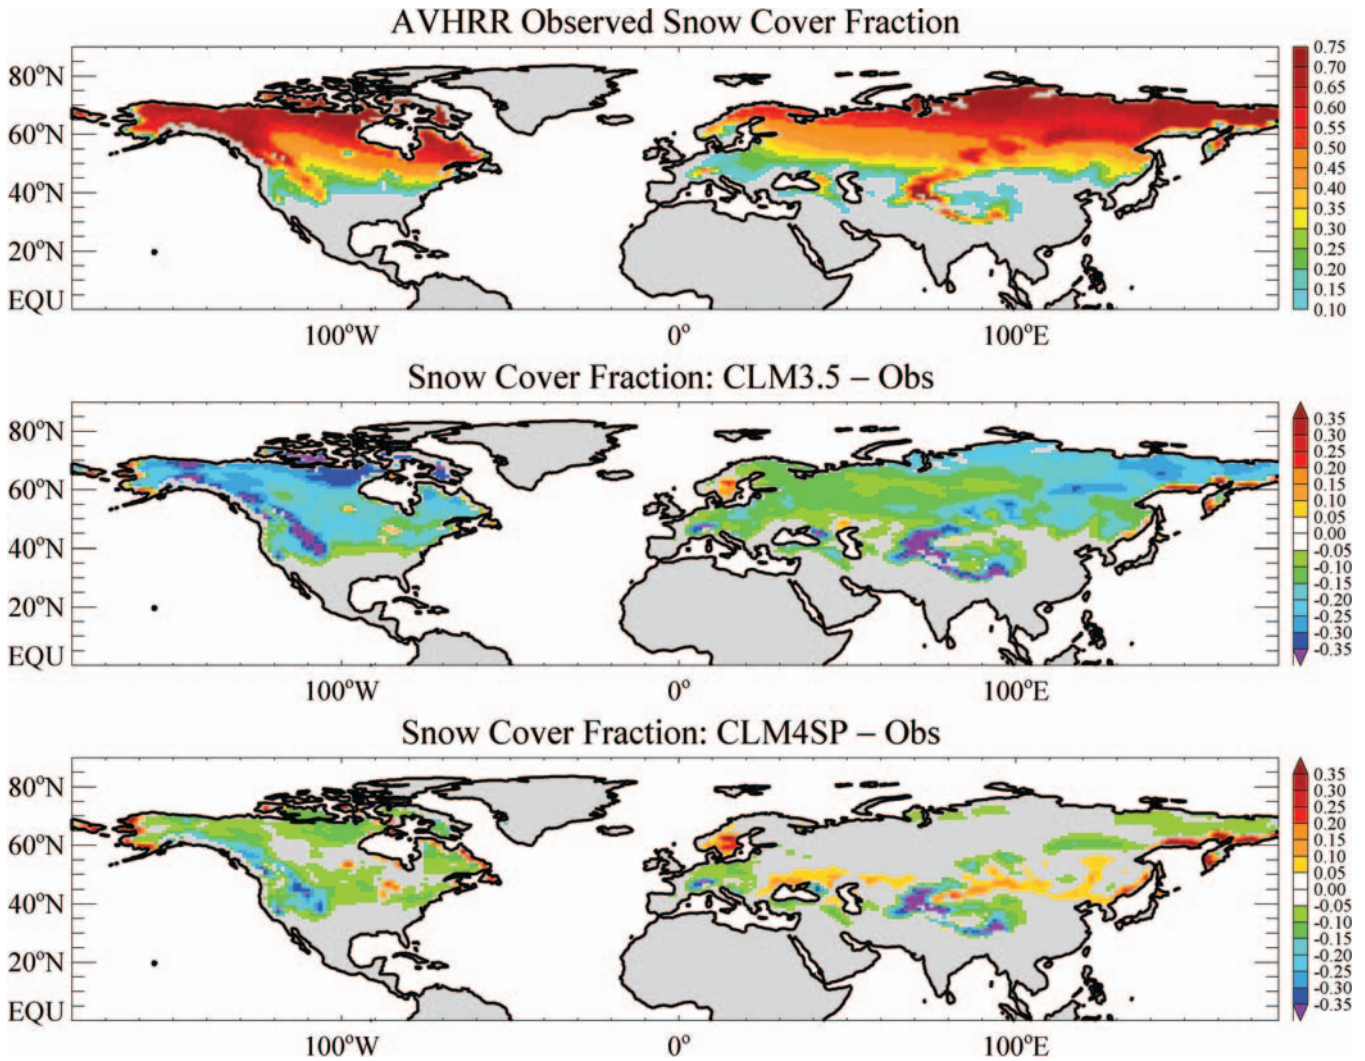 AVHRR Observed Snow Cover Fraction
80°N
60°N
40°N
20°N
EQU
100°W
0°
100°E
0.75
0.70
0.65
0.60
0.55
0.50
0.45
0.40
0.35
0.30
0.25
0.20
0.15
0.10
Snow Cover Fraction: CLM3.5 – Obs
80°N
60°N
40°N
20°N
EQU
100°W
0°
100°E
0.35
0.30
0.25
0.20
0.15
0.10
0.05
0.00
-0.05
-0.10
-0.15
-0.20
-0.25
-0.30
-0.35
Snow Cover Fraction: CLM4SP – Obs
80°N
60°N
40°N
20°N
EQU
100°W
0°
100°E
0.35
0.30
0.25
0.20
0.15
0.10
0.05
0.00
-0.05
-0.10
-0.15
-0.20
-0.25
-0.30
-0.35